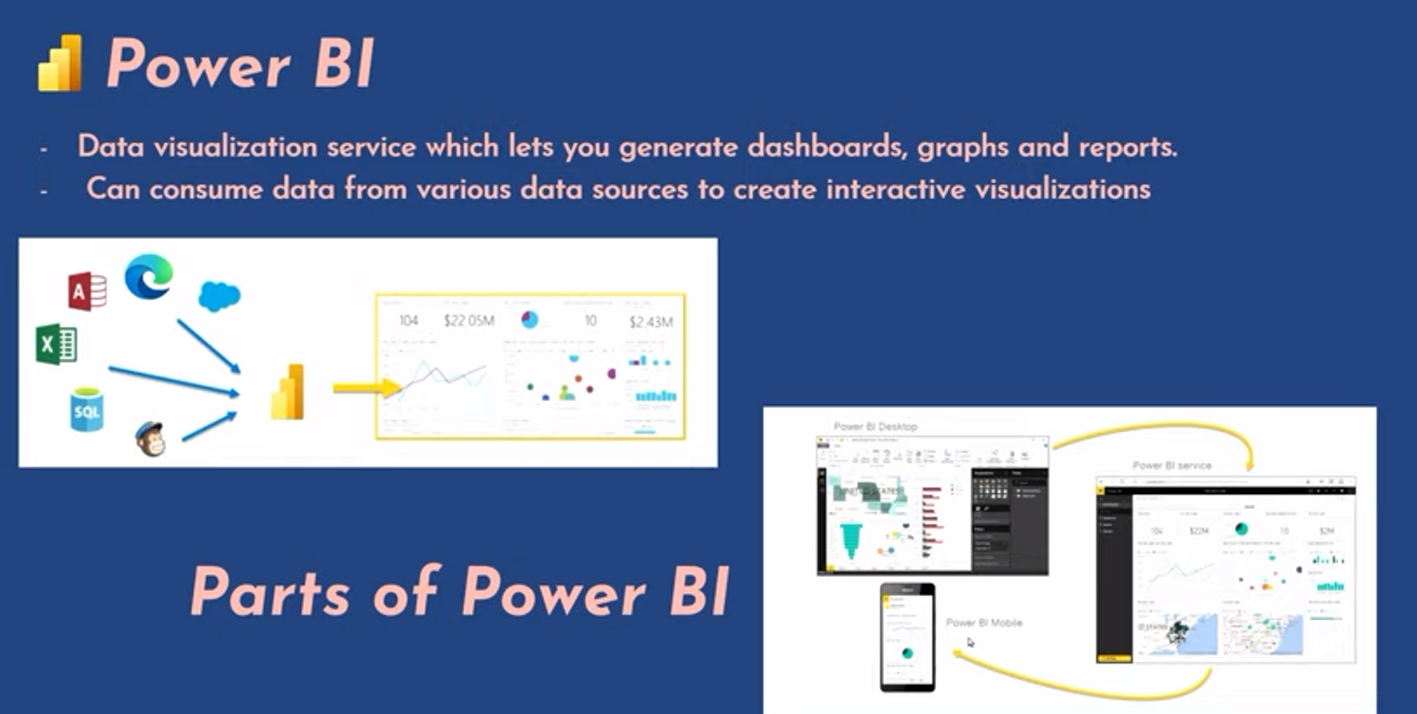 Power BI
- Data visualization service which lets you generate dashboards, graphs and reports.
- Can consume data from various data sources to create interactive visualizations
A
X
SQL
104 $22.05M 10 $2.43M
Parts of Power BI
Power BI Desktop
UNITED STATES
Power BI service
104 $22M 10 $2M
Power BI Mobile